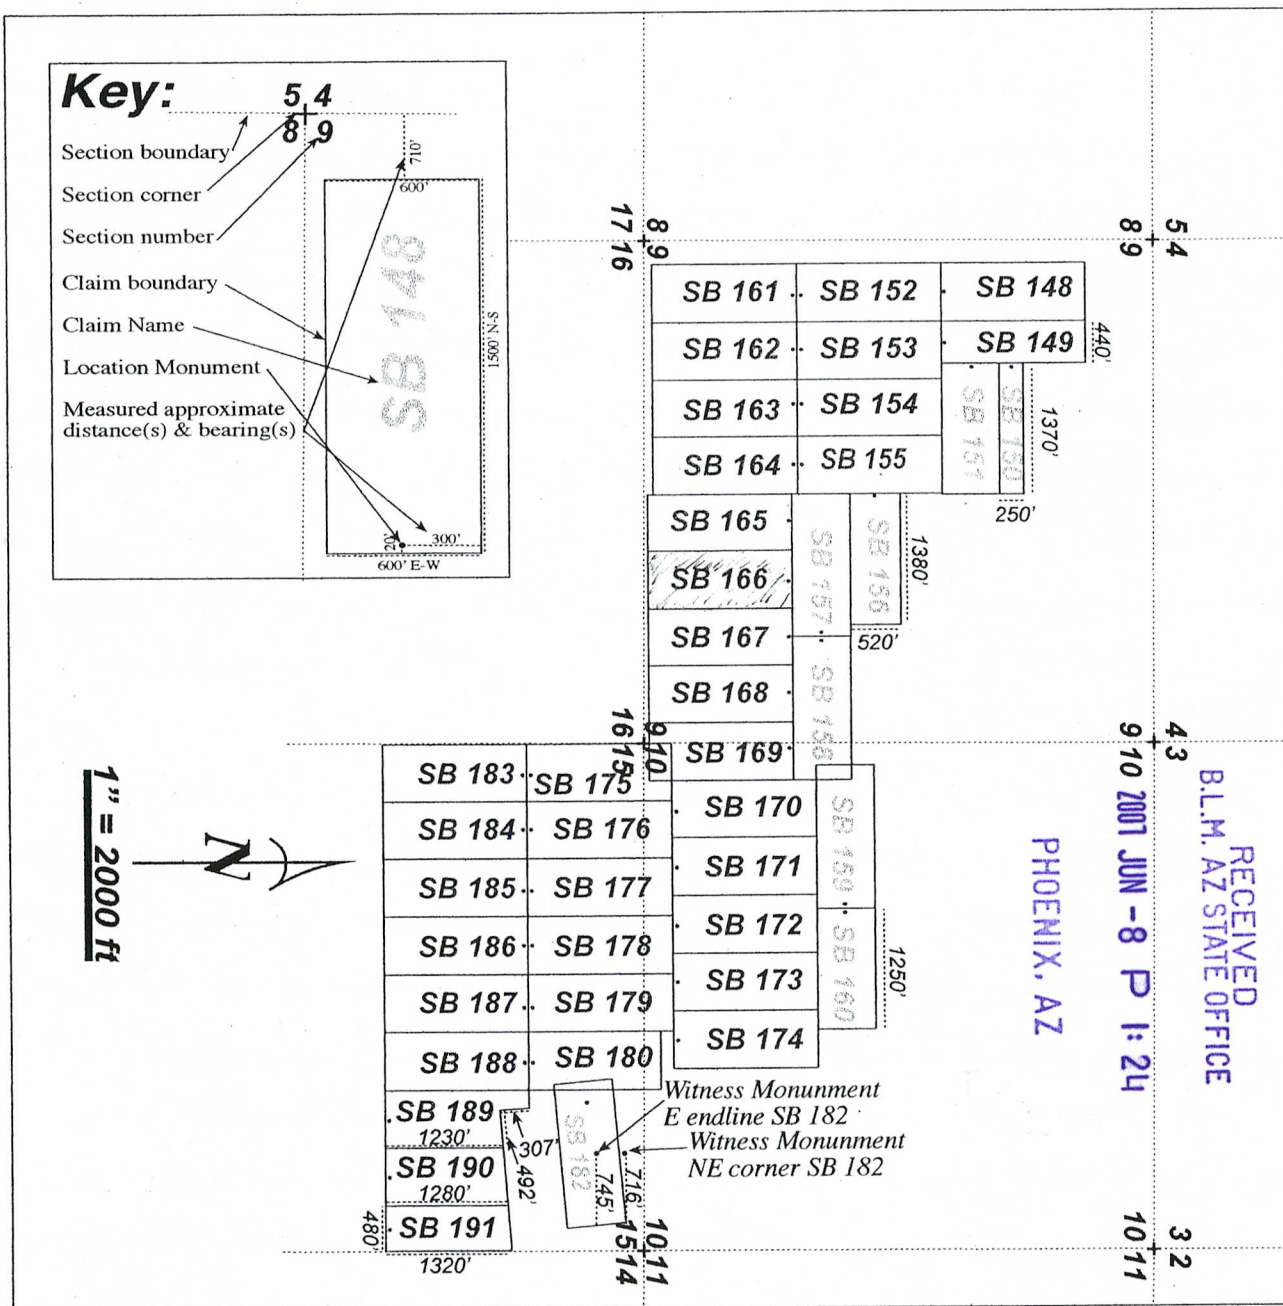 Key:
5 4
8 9
Section boundary
Section corner
Section number
Claim boundary
Claim Name
Location Monument
Measured approximate
distance(s) & bearing(s)
710'
600'
SB 148
1500' N-S
20'
300'
600' E-W
17 8
16 9
8 5
9 4
SB 161
SB 152
SB 148
SB 162
SB 153
SB 149
440'
SB 163
SB 154
SB 151
SB 150
1370'
SB 164
SB 155
250'
SB 165
SB 157
SB 156
1380'
SB 166
SB 167
520'
SB 168
SB 158
16 9
15 10
9 4
10 3
SB 169
SB 183
SB 175
SB 170
SB 159
SB 184
SB 176
SB 171
SB 185
SB 177
SB 172
SB 160
1250'
SB 186
SB 178
SB 173
SB 187
SB 179
SB 174
SB 188
SB 180
SB 189
1230'
307'
492'
SB 182
745'
716'
Witness Monunment
E endline SB 182
Witness Monunment
NE corner SB 182
SB 190
1280'
SB 191
480'
1320'
15 10
14 11
10 3
11 2
1" = 2000 ft
N
RECEIVED
B.L.M. AZ STATE OFFICE
2007 JUN -8 P 1:24
PHOENIX, AZ